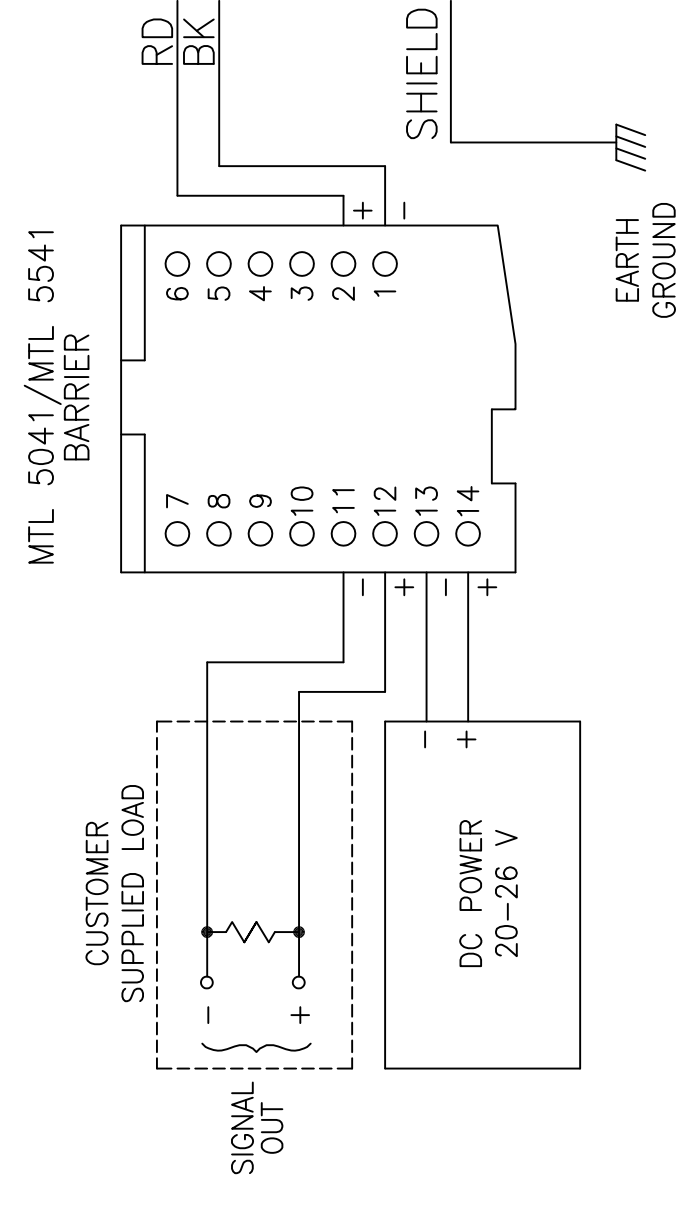 SIGNAL
OUT
CUSTOMER
SUPPLIED LOAD
-
+
DC POWER
20-26 V
-
+
-
+
-
+
MTL 5041/MTL 5541
BARRIER
7
8
9
10
11
12
13
14
6
5
4
3
2
1
+
-
RD
BK
SHIELD
EARTH
GROUND